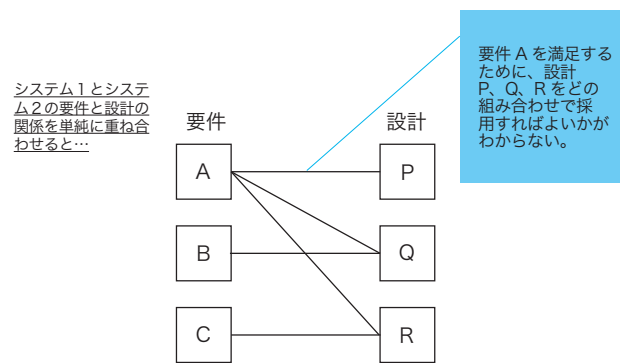 システム1とシステ
ム2の要件と設計の
関係を単純に重ね合
わせると…
要件
設計
要件 A を満足する
ために、設計
P、Q、R をどの
組み合わせで採
用すればよいかが
わからない。
A
P
B
Q
C
R